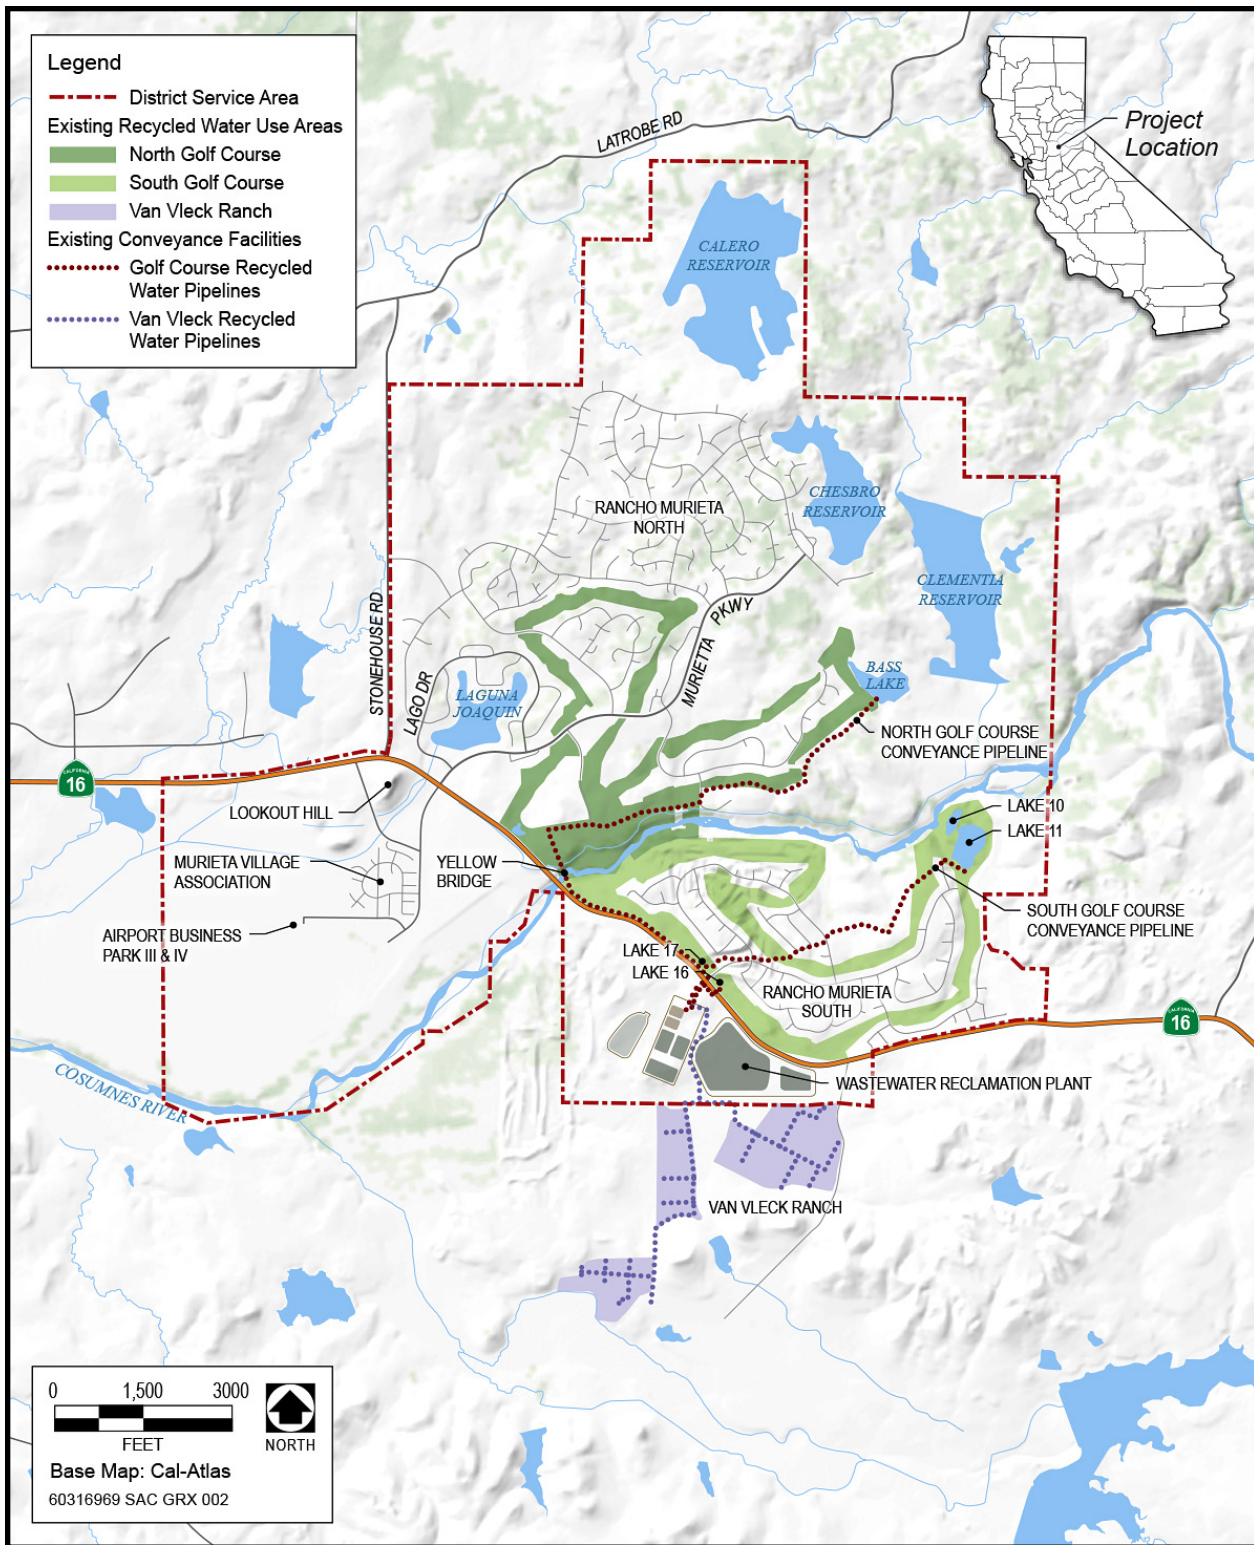 Legend
District Service Area
Existing Recycled Water Use Areas
North Golf Course
South Golf Course
Van Vleck Ranch
Existing Conveyance Facilities
Golf Course Recycled
Water Pipelines
Van Vleck Recycled
Water Pipelines
LATROBE RD
Project
Location
CALERO
RESERVOIR
RANCHO MURIETA
NORTH
CHESBRO
RESERVOIR
CLEMENTIA
RESERVOIR
STONEHOUSE RD
LAGO DR
LAGUNA
JOAQUIN
MURIETTA PKWY
BASS
LAKE
NORTH GOLF COURSE
CONVEYANCE PIPELINE
CALIFORNIA
16
LOOKOUT HILL
LAKE 10
LAKE 11
MURIETA VILLAGE
ASSOCIATION
YELLOW
BRIDGE
AIRPORT BUSINESS
PARK III & IV
SOUTH GOLF COURSE
CONVEYANCE PIPELINE
LAKE 17
LAKE 16
RANCHO MURIETA
SOUTH
CALIFORNIA
16
COSUMNES RIVER
WASTEWATER RECLAMATION PLANT
VAN VLECK RANCH
0 1,500 3000
FEET
NORTH
Base Map: Cal-Atlas
60316969 SAC GRX 002